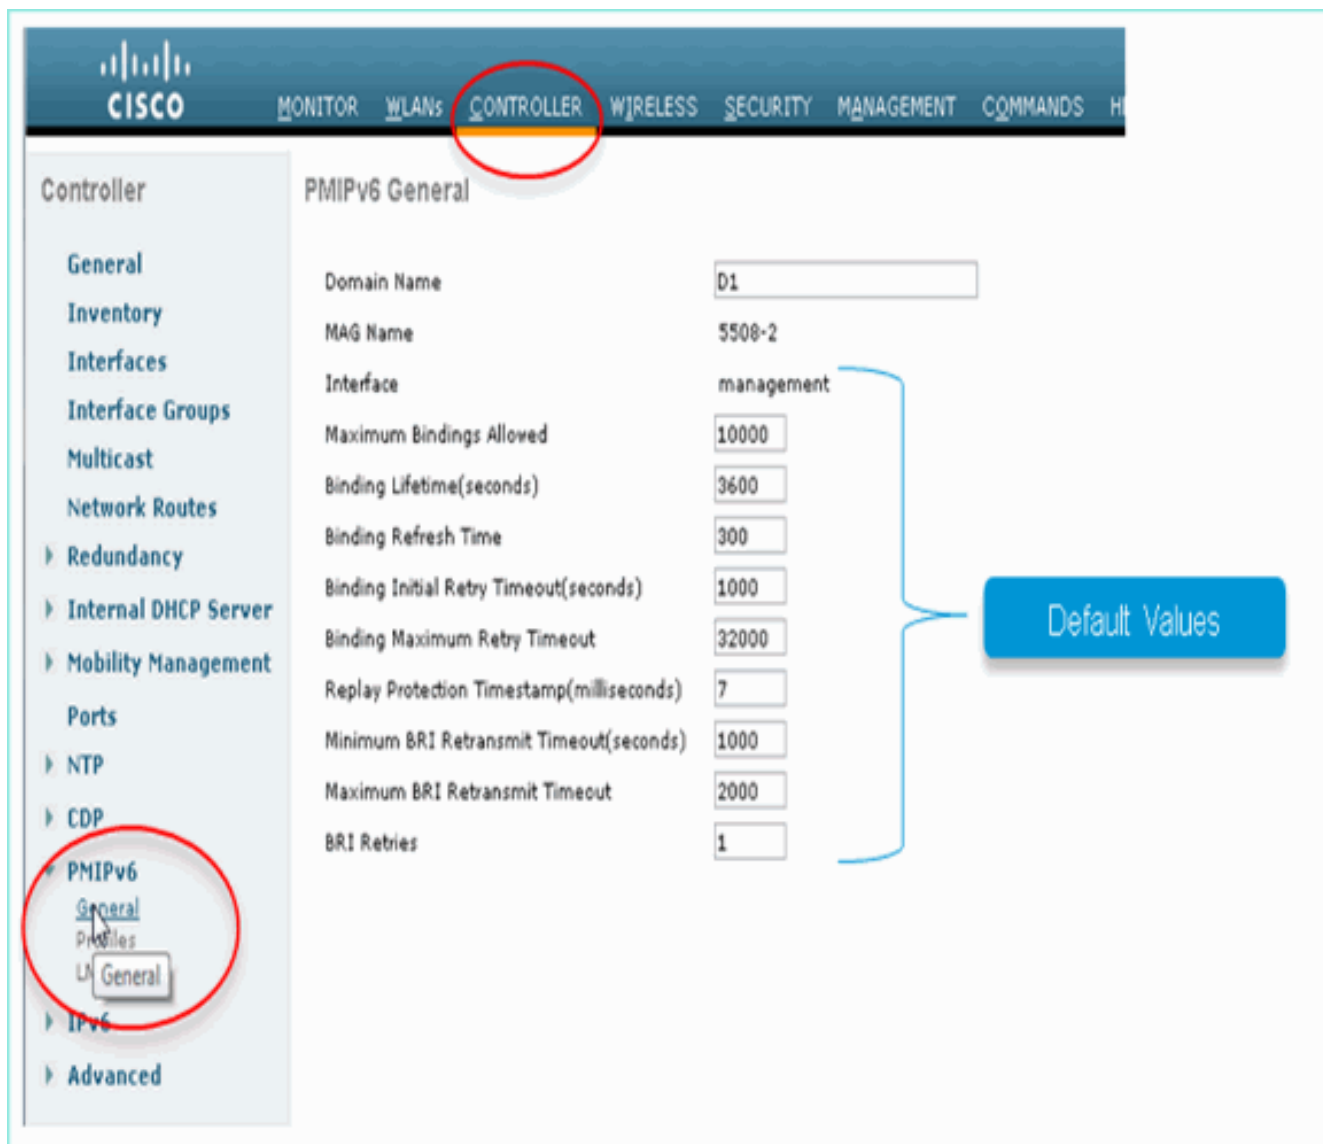 CISCO
MONITOR WLANs CONTROLLER WIRELESS SECURITY MANAGEMENT COMMANDS
Controller
General
Inventory
Interfaces
Interface Groups
Multicast
Network Routes
Redundancy
Internal DHCP Server
Mobility Management
Ports
NTP
CDP
PMIPv6
General
Profiles
General
IPv6
Advanced
PMIPv6 General
Domain Name D1
MAG Name 5508-2
Interface management
Maximum Bindings Allowed 10000
Binding Lifetime(seconds) 3600
Binding Refresh Time 300
Binding Initial Retry Timeout(seconds) 1000
Binding Maximum Retry Timeout 32000
Replay Protection Timestamp(milliseconds) 7
Minimum BRI Retransmit Timeout(seconds) 1000
Maximum BRI Retransmit Timeout 2000
BRI Retries 1
Default Values